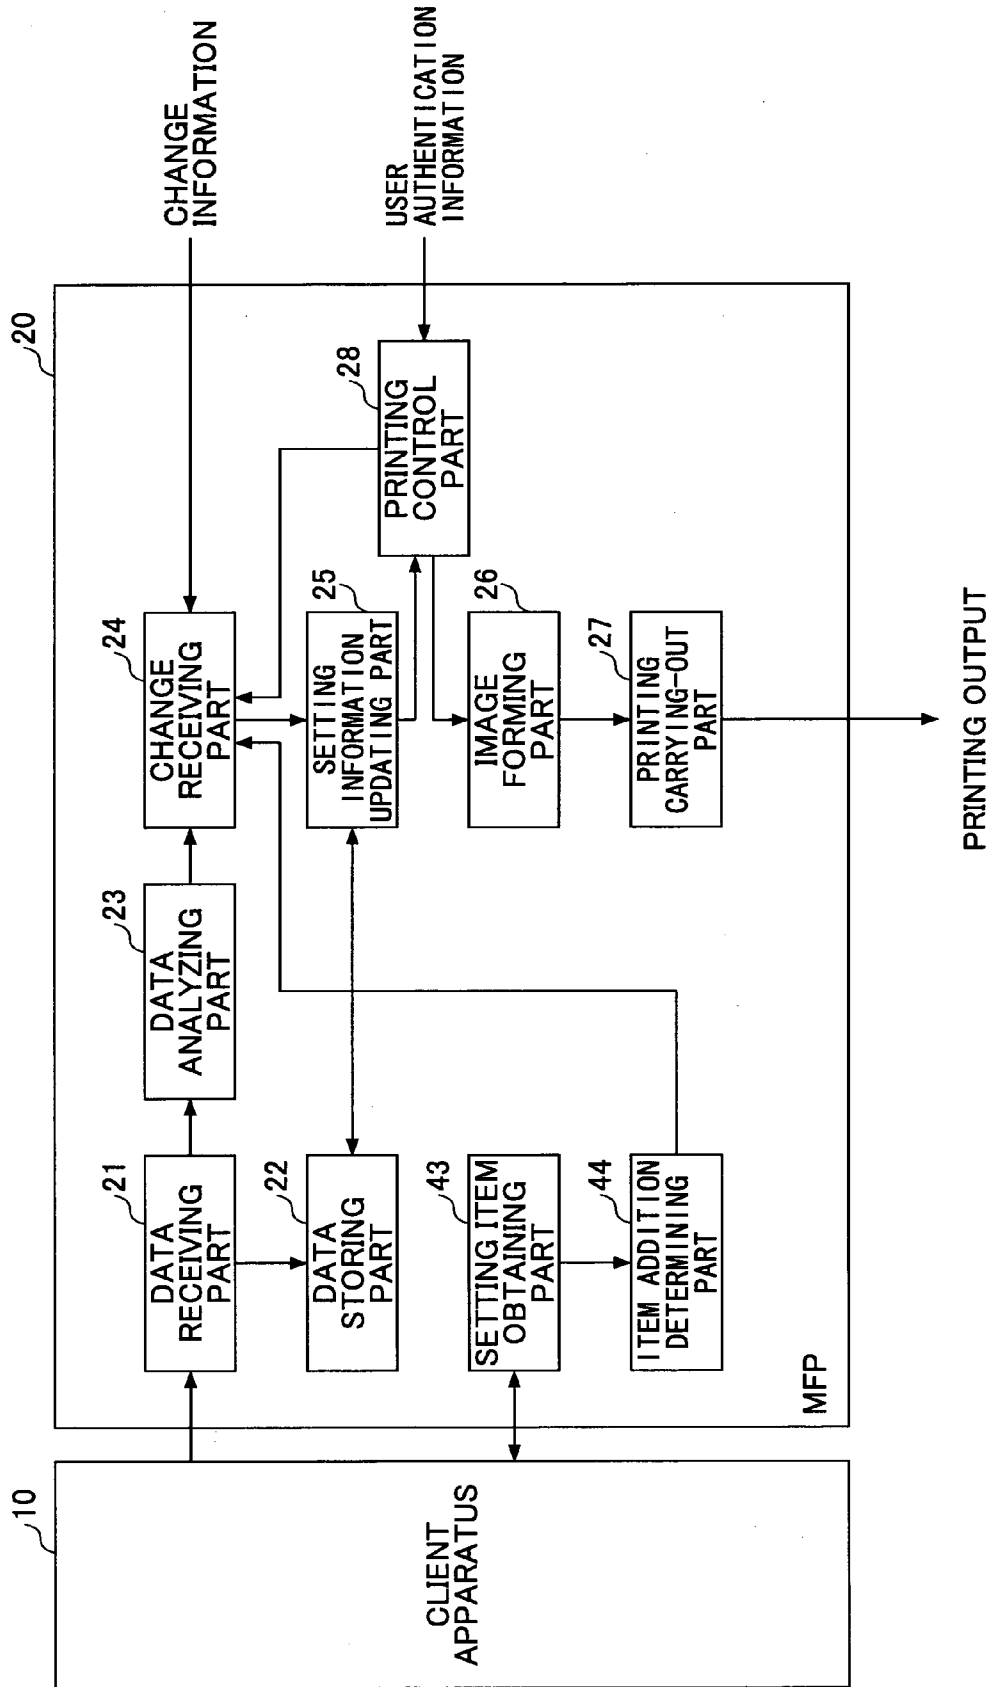 10
CLIENT
APPARATUS
20
MFP
21
DATA
RECEIVING
PART
22
DATA
STORING
PART
43
SETTING ITEM
OBTAINING
PART
44
ITEM ADDITION
DETERMINING
PART
23
DATA
ANALYZING
PART
24
CHANGE
RECEIVING
PART
25
SETTING
INFORMATION
UPDATING PART
26
IMAGE
FORMING
PART
27
PRINTING
CARRYING-OUT
PART
28
PRINTING
CONTROL
PART
CHANGE
INFORMATION
USER
AUTHENTICATION
INFORMATION
PRINTING OUTPUT